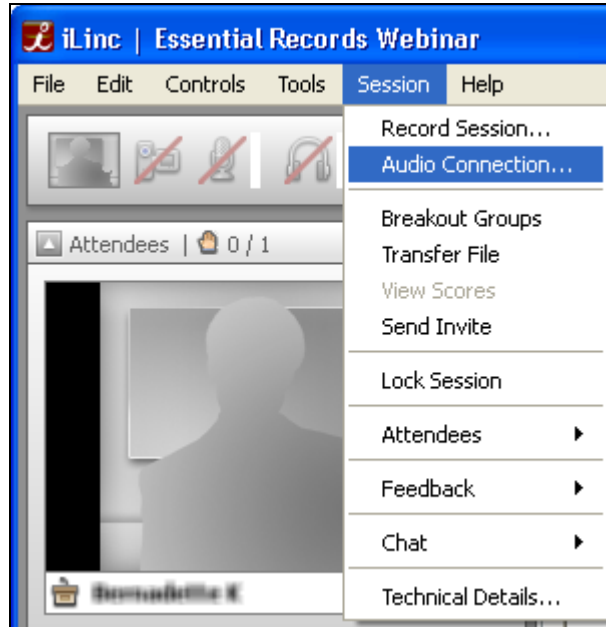 iLinc | Essential Records Webinar
File Edit Controls Tools Session Help
Record Session...
Audio Connection...
Attendees | 0 / 1
Breakout Groups
Transfer File
View Scores
Send Invite
Lock Session
Attendees
Feedback
Chat
Technical Details...